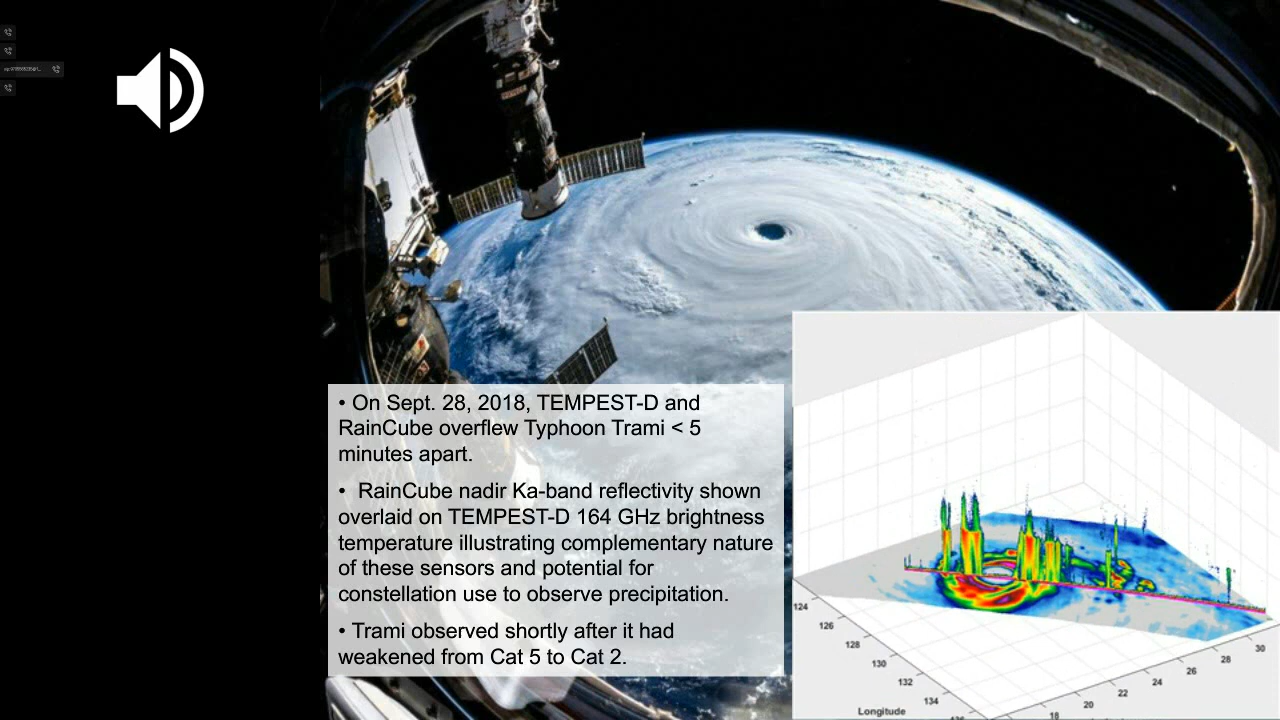 • On Sept. 28, 2018, TEMPEST-D and
RainCube overflew Typhoon Trami < 5
minutes apart.
• RainCube nadir Ka-band reflectivity shown
overlaid on TEMPEST-D 164 GHz brightness
temperature illustrating complementary nature
of these sensors and potential for
constellation use to observe precipitation.
• Trami observed shortly after it had
weakened from Cat 5 to Cat 2.
124
126
128
130
132
134
Longitude
18
20
22
24
26
28
30